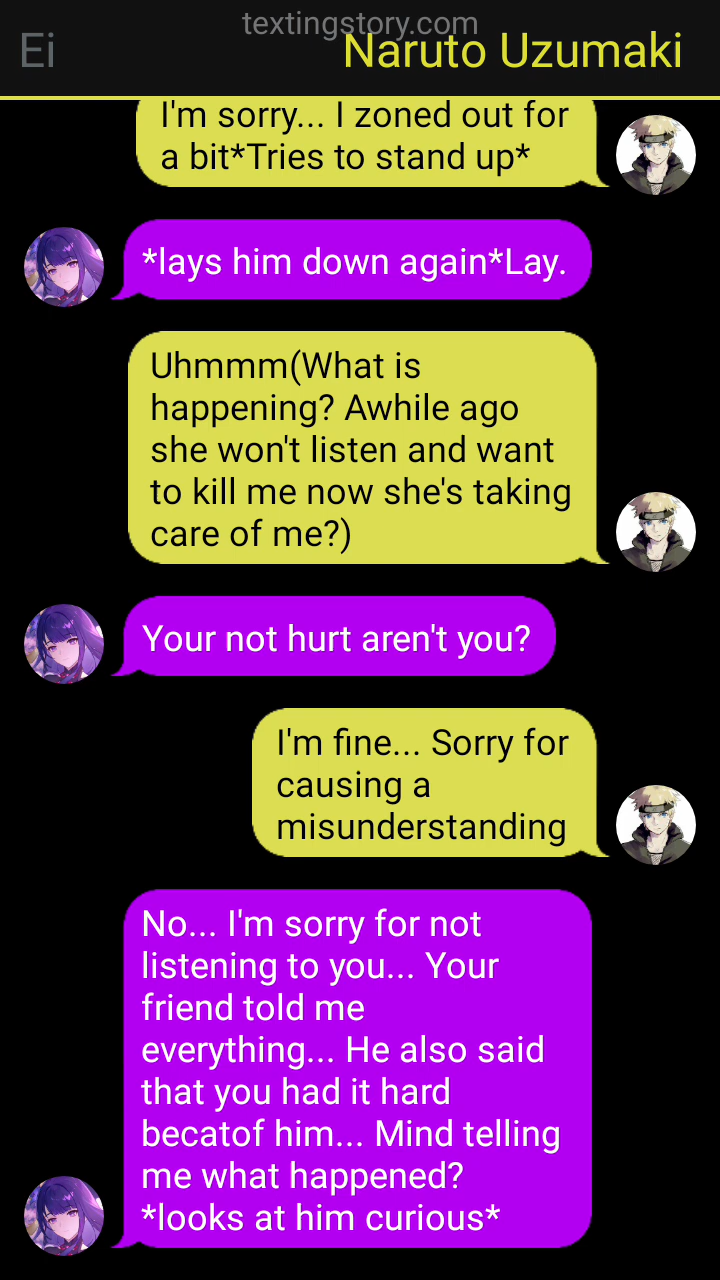 textingstory.com
Ei
Naruto Uzumaki
I'm sorry... I zoned out for
a bit*Tries to stand up*
*lays him down again*Lay.
Uhmmm(What is
happening? Awhile ago
she won't listen and want
to kill me now she's taking
care of me?)
Your not hurt aren't you?
I'm fine... Sorry for
causing a
misunderstanding
No... I'm sorry for not
listening to you... Your
friend told me
everything... He also said
that you had it hard
becatof him... Mind telling
me what happened?
*looks at him curious*